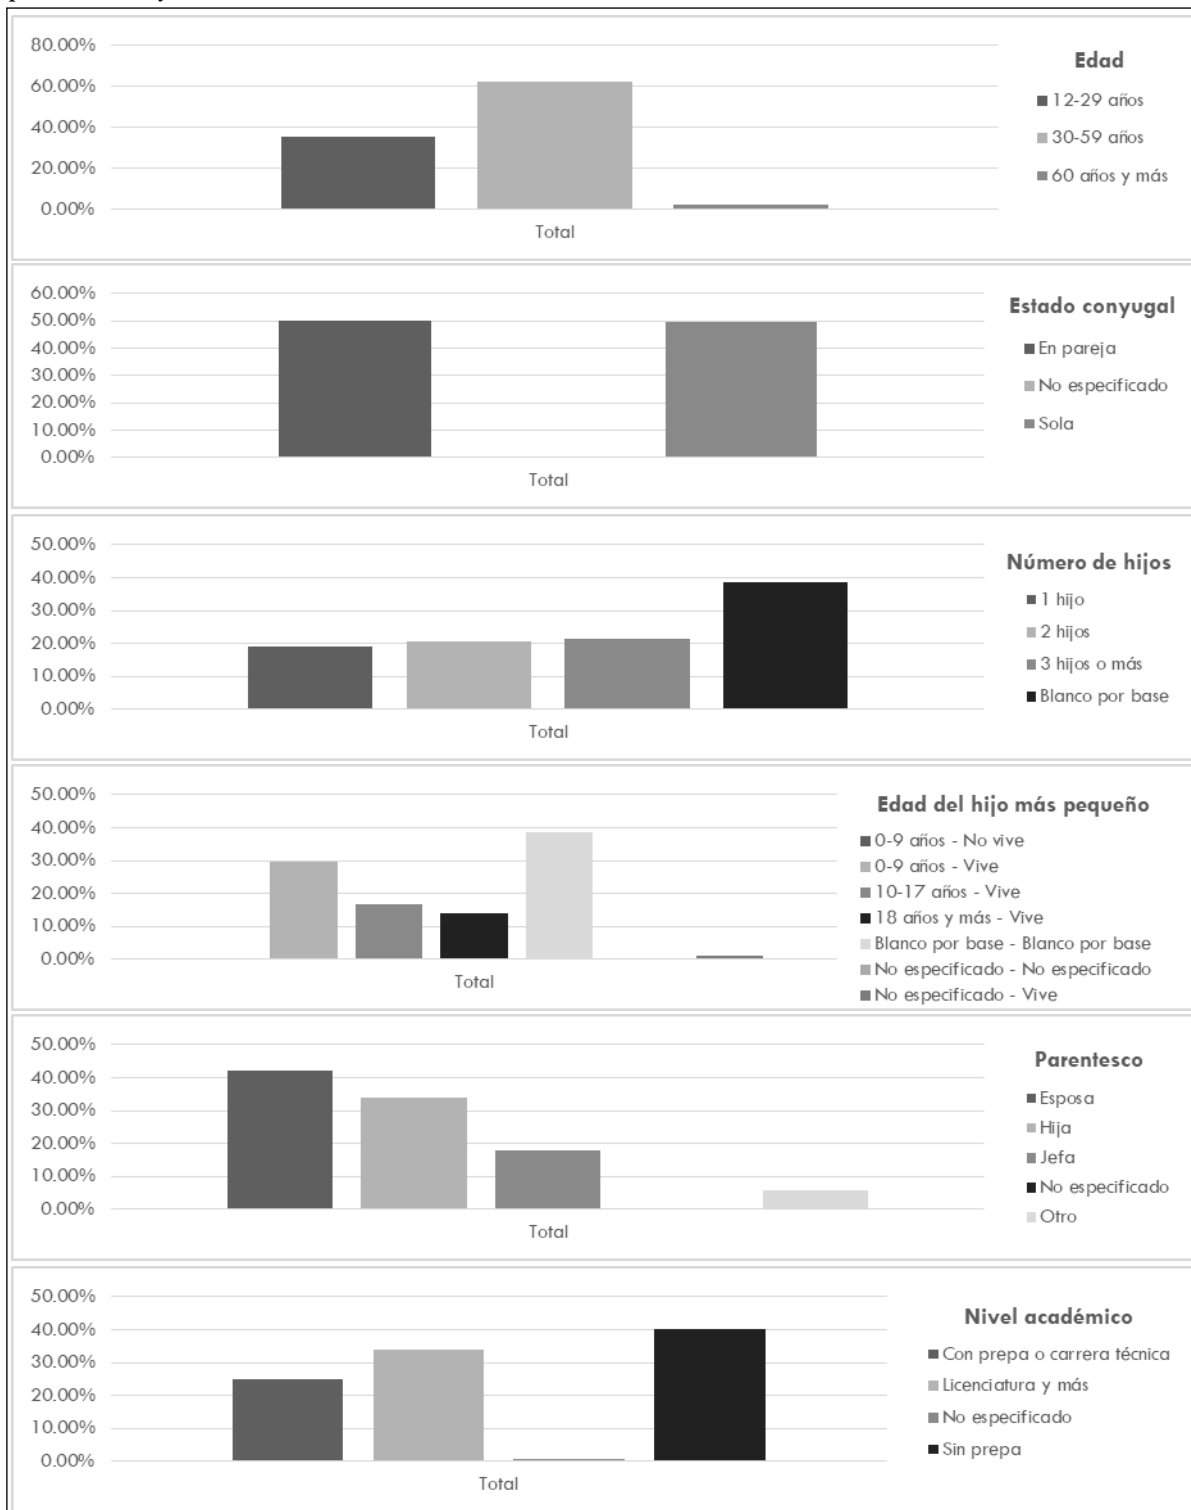 80.00%
60.00%
40.00%
20.00%
0.00%
Total
Edad
12-29 años
30-59 años
60 años y más
60.00%
50.00%
40.00%
30.00%
20.00%
10.00%
0.00%
Total
Estado conyugal
En pareja
No especificado
Sola
50.00%
40.00%
30.00%
20.00%
10.00%
0.00%
Total
Número de hijos
1 hijo
2 hijos
3 hijos o más
Blanco por base
50.00%
40.00%
30.00%
20.00%
10.00%
0.00%
Total
Edad del hijo más pequeño
0-9 años - No vive
0-9 años - Vive
10-17 años - Vive
18 años y más - Vive
Blanco por base - Blanco por base
No especificado - No especificado
No especificado - Vive
50.00%
40.00%
30.00%
20.00%
10.00%
0.00%
Total
Parentesco
Esposa
Hija
Jefa
No especificado
Otro
50.00%
40.00%
30.00%
20.00%
10.00%
0.00%
Total
Nivel académico
Con prepa o carrera técnica
Licenciatura y más
No especificado
Sin prepa